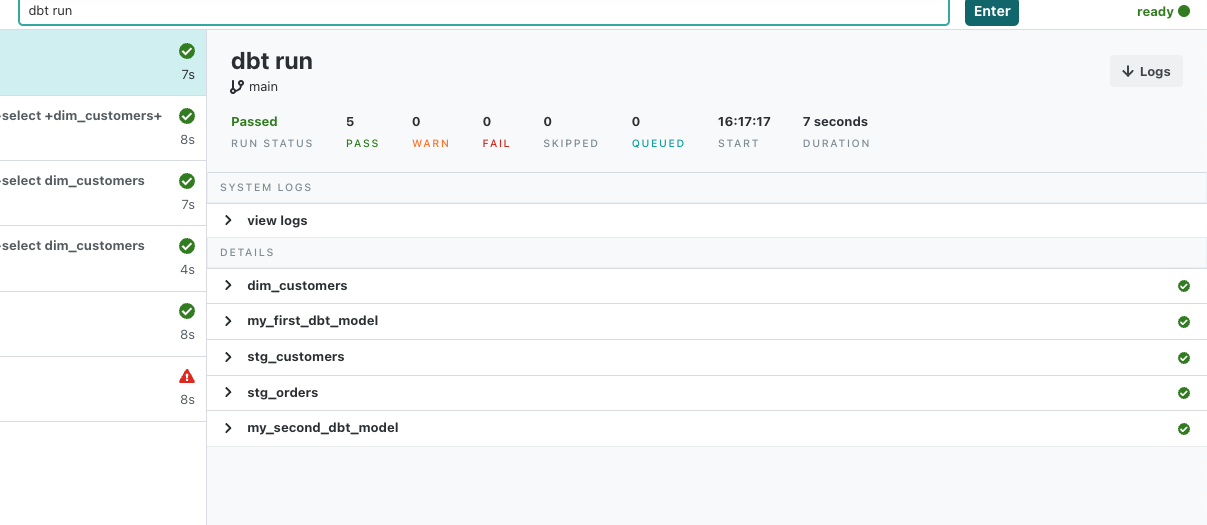 dbt run
Enter
ready
7s
-select +dim_customers+
8s
-select dim_customers
7s
-select dim_customers
4s
8s
8s
dbt run
main
Logs
Passed 5 0 0 0 0 16:17:17 7 seconds
RUN STATUS PASS WARN FAIL SKIPPED QUEUED START DURATION
SYSTEM LOGS
view logs
DETAILS
dim_customers
my_first_dbt_model
stg_customers
stg_orders
my_second_dbt_model